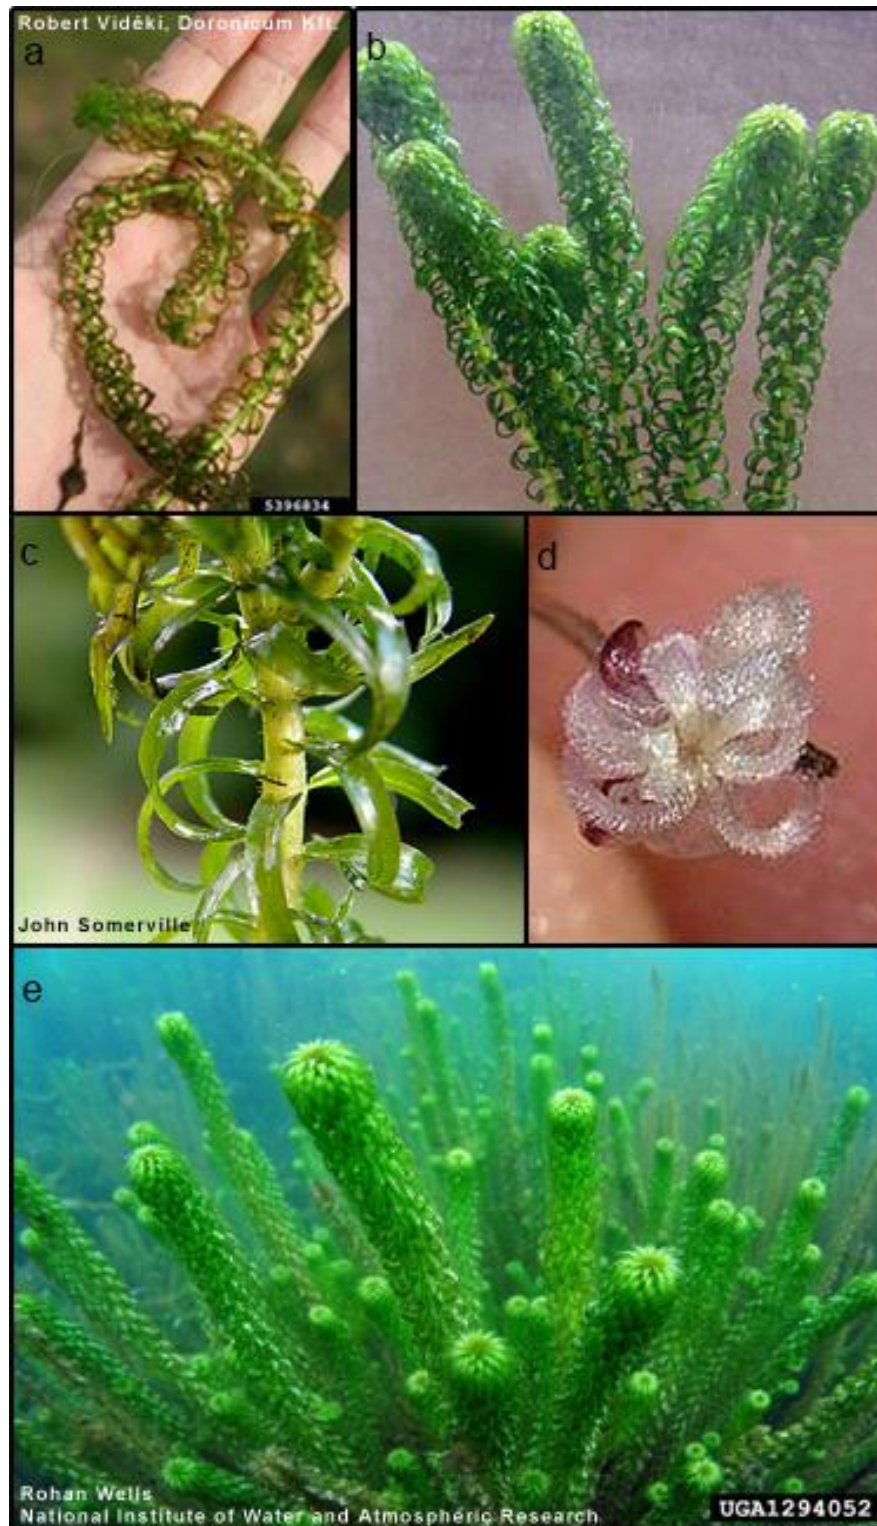 Robert Vidéki, Doronicum Kft.
a
b
5396834
c
d
John Somerville
e
Rohan Wells
National Institute of Water and Atmospheric Research
UGA1294052